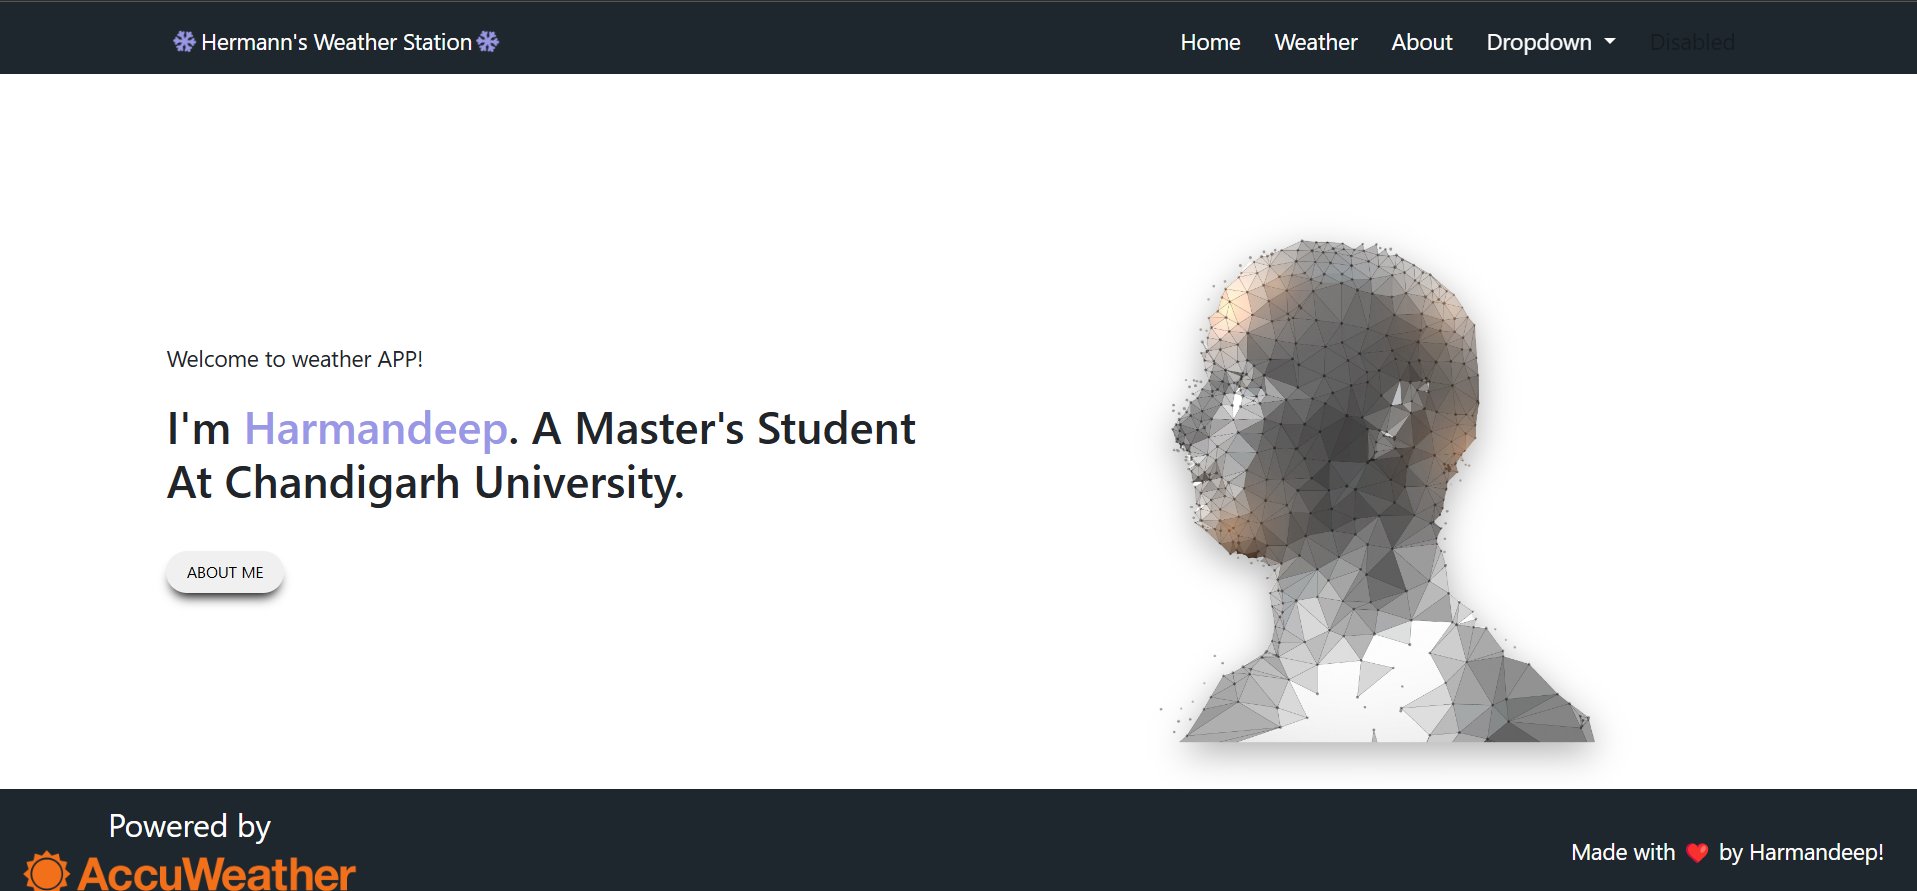 ❄Hermann's Weather Station❄
Home Weather About Dropdown Disabled
Welcome to weather APP!
I'm Harmandeep. A Master's Student
At Chandigarh University.
ABOUT ME
Powered by
AccuWeather
Made with ❤️ by Harmandeep!